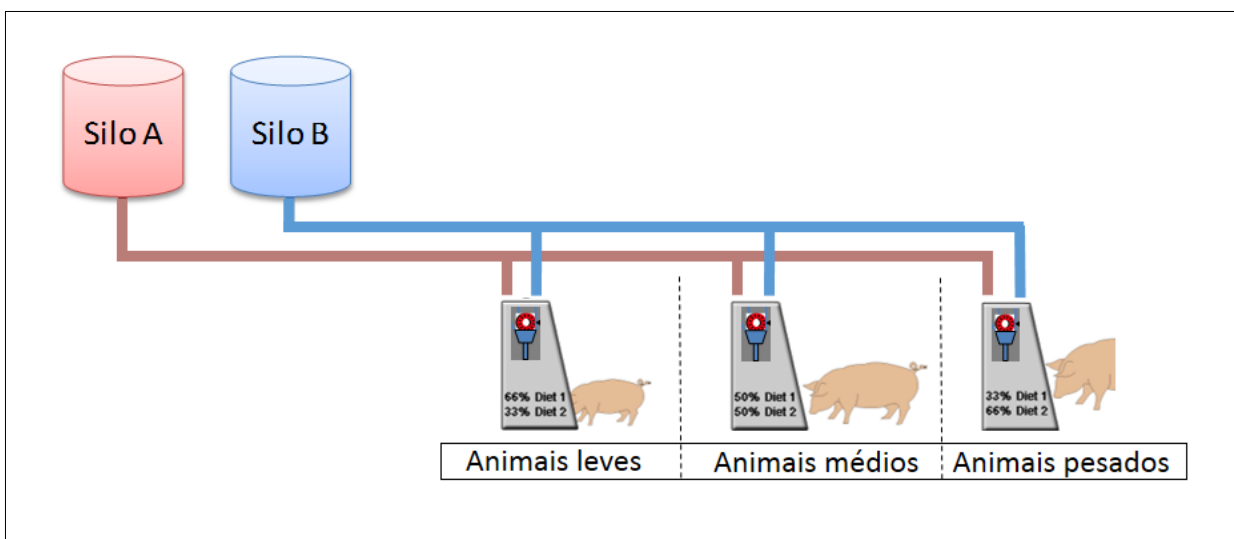 Silo A
Silo B
66% Diet 1
33% Diet 2
50% Diet 1
50% Diet 2
33% Diet 1
66% Diet 2
Animais leves
Animais médios
Animais pesados